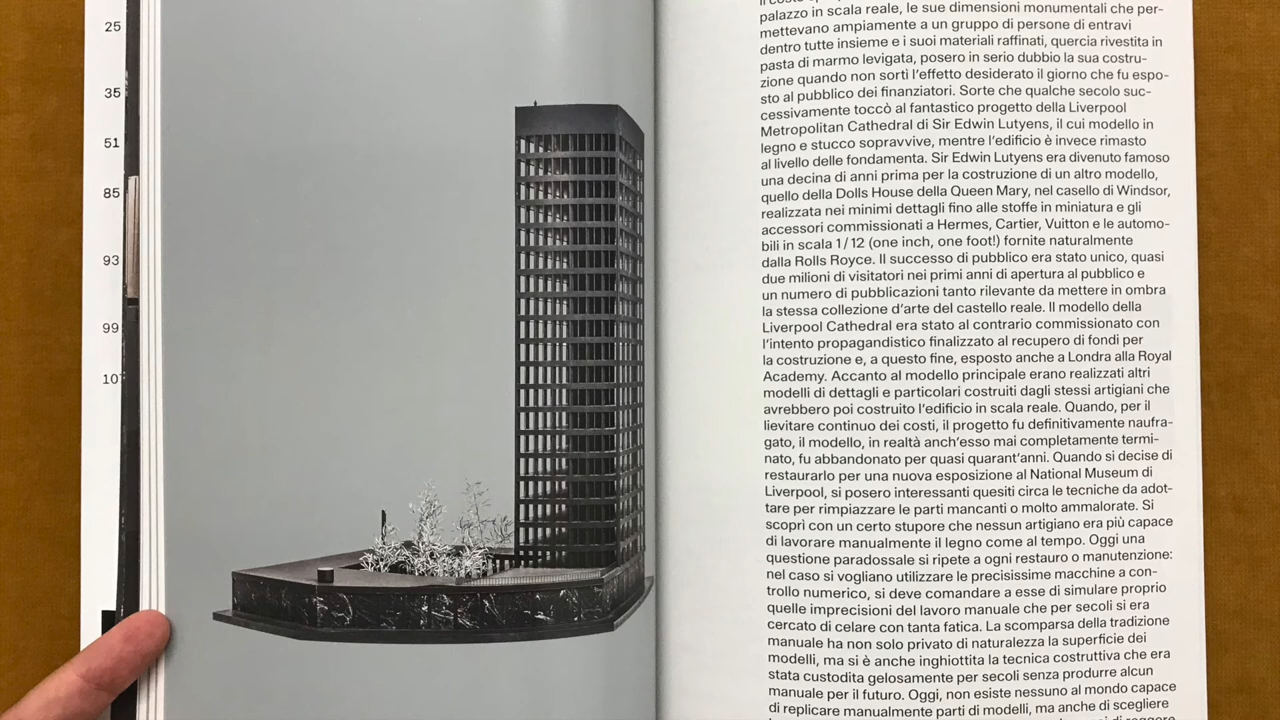 25
35
51
85
93
99
107
palazzo in scala reale, le sue dimensioni monumentali che per-
mettevano ampiamente a un gruppo di persone di entravi
dentro tutte insieme e i suoi materiali raffinati, quercia rivestita in
pasta di marmo levigata, posero in serio dubbio la sua costru-
zione quando non sortì l'effetto desiderato il giorno che fu espo-
sto al pubblico dei finanziatori. Sorte che qualche secolo suc-
cessivamente toccò al fantastico progetto della Liverpool
Metropolitan Cathedral di Sir Edwin Lutyens, il cui modello in
legno e stucco sopravvive, mentre l'edificio è invece rimasto
al livello delle fondamenta. Sir Edwin Lutyens era divenuto famoso
una decina di anni prima per la costruzione di un altro modello,
quello della Dolls House della Queen Mary, nel casello di Windsor,
realizzata nei minimi dettagli fino alle stoffe in miniatura e gli
accessori commissionati a Hermes, Cartier, Vuitton e le automo-
bili in scala 1/12 (one inch, one foot!) fornite naturalmente
dalla Rolls Royce. Il successo di pubblico era stato unico, quasi
due milioni di visitatori nei primi anni di apertura al pubblico e
un numero di pubblicazioni tanto rilevante da mettere in ombra
la stessa collezione d'arte del castello reale. Il modello della
Liverpool Cathedral era stato al contrario commissionato con
l'intento propagandistico finalizzato al recupero di fondi per
la costruzione e, a questo fine, esposto anche a Londra alla Royal
Academy. Accanto al modello principale erano realizzati altri
modelli di dettagli e particolari costruiti dagli stessi artigiani che
avrebbero poi costruito l'edificio in scala reale. Quando, per il
lievitare continuo dei costi, il progetto fu definitivamente naufra-
gato, il modello, in realtà anch'esso mai completamente termi-
nato, fu abbandonato per quasi quarant'anni. Quando si decise di
restaurarlo per una nuova esposizione al National Museum di
Liverpool, si posero interessanti quesiti circa le tecniche da adot-
tare per rimpiazzare le parti mancanti o molto ammalorate. Si
scoprì con un certo stupore che nessun artigiano era più capace
di lavorare manualmente il legno come al tempo. Oggi una
questione paradossale si ripete a ogni restauro o manutenzione:
nel caso si vogliano utilizzare le precisissime macchine a con-
trollo numerico, si deve comandare a esse di simulare proprio
quelle imprecisioni del lavoro manuale che per secoli si era
cercato di celare con tanta fatica. La scomparsa della tradizione
manuale ha non solo privato di naturalezza la superficie dei
modelli, ma si è anche inghiottita la tecnica costruttiva che era
stata custodita gelosamente per secoli senza produrre alcun
manuale per il futuro. Oggi, non esiste nessuno al mondo capace
di replicare manualmente parti di modelli, ma anche di scegliere